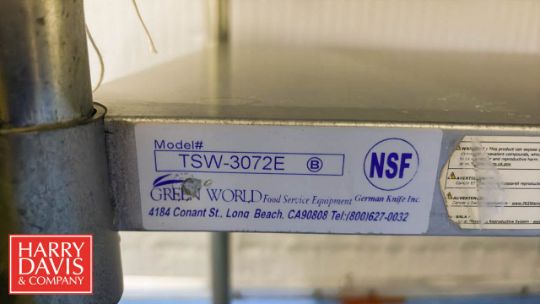 Model#
TSW-3072E B
NSF
GREEN WORLD Food Service Equipment German Knife Inc.
4184 Conant St., Long Beach, CA90808 Tel:(800)627-0032
HARRY
DAVIS
& COMPANY